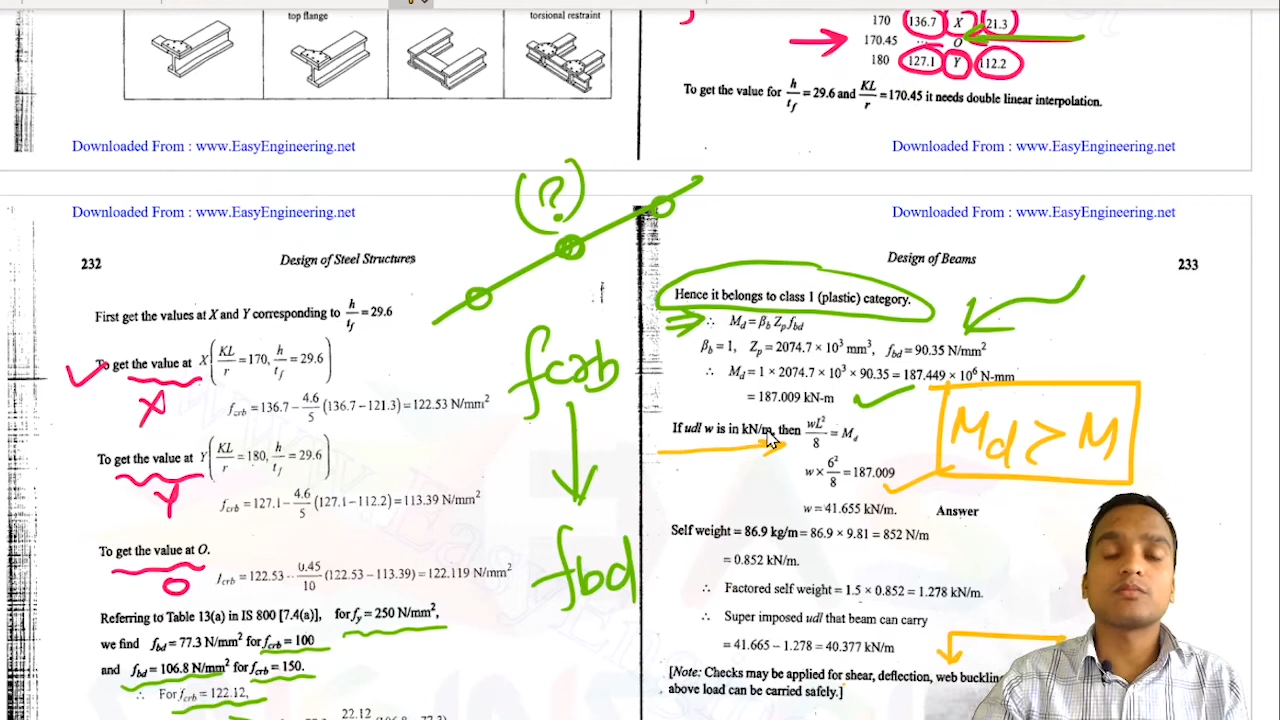 top flange
torsional restraint
170 136.7 X 121.3
170.45 ... O
180 127.1 Y 112.2
To get the value for h/tf = 29.6 and KL/r = 170.45 it needs double linear interpolation.
Downloaded From : www.EasyEngineering.net
Downloaded From : www.EasyEngineering.net
Downloaded From : www.EasyEngineering.net
Downloaded From : www.EasyEngineering.net
232
Design of Steel Structures
First get the values at X and Y corresponding to h/tf = 29.6
To get the value at X (KL/r = 170, h/tf = 29.6)
X
fcrb = 136.7 – 4.6/5 (136.7 – 121.3) = 122.53 N/mm²
To get the value at Y (KL/r = 180, h/tf = 29.6)
Y
fcrb = 127.1 – 4.6/5 (127.1 – 112.2) = 113.39 N/mm²
To get the value at O.
O
fcrb = 122.53 – 0.45/10 (122.53 – 113.39) = 122.119 N/mm²
Referring to Table 13(a) in IS 800 [7.4(a)], for fy = 250 N/mm²,
we find fbd = 77.3 N/mm² for fcrb = 100
and fbd = 106.8 N/mm² for fcrb = 150.
∴ For fcrb = 122.12,
22.12
(?)
fcrb
fbd
Design of Beams
233
Hence it belongs to class 1 (plastic) category.
∴ Md = βb Zp fbd
βb = 1, Zp = 2074.7 × 10³ mm³, fbd = 90.35 N/mm²
∴ Md = 1 × 2074.7 × 10³ × 90.35 = 187.449 × 10⁶ N-mm
= 187.009 kN-m
If udl w is in kN/m, then wL²/8 = Md
Md ≥ M
w × 6²/8 = 187.009
w = 41.655 kN/m. Answer
Self weight = 86.9 kg/m = 86.9 × 9.81 = 852 N/m
= 0.852 kN/m.
∴ Factored self weight = 1.5 × 0.852 = 1.278 kN/m.
∴ Super imposed udl that beam can carry
= 41.665 – 1.278 = 40.377 kN/m
[Note: Checks may be applied for shear, deflection, web buckling
above load can be carried safely.]